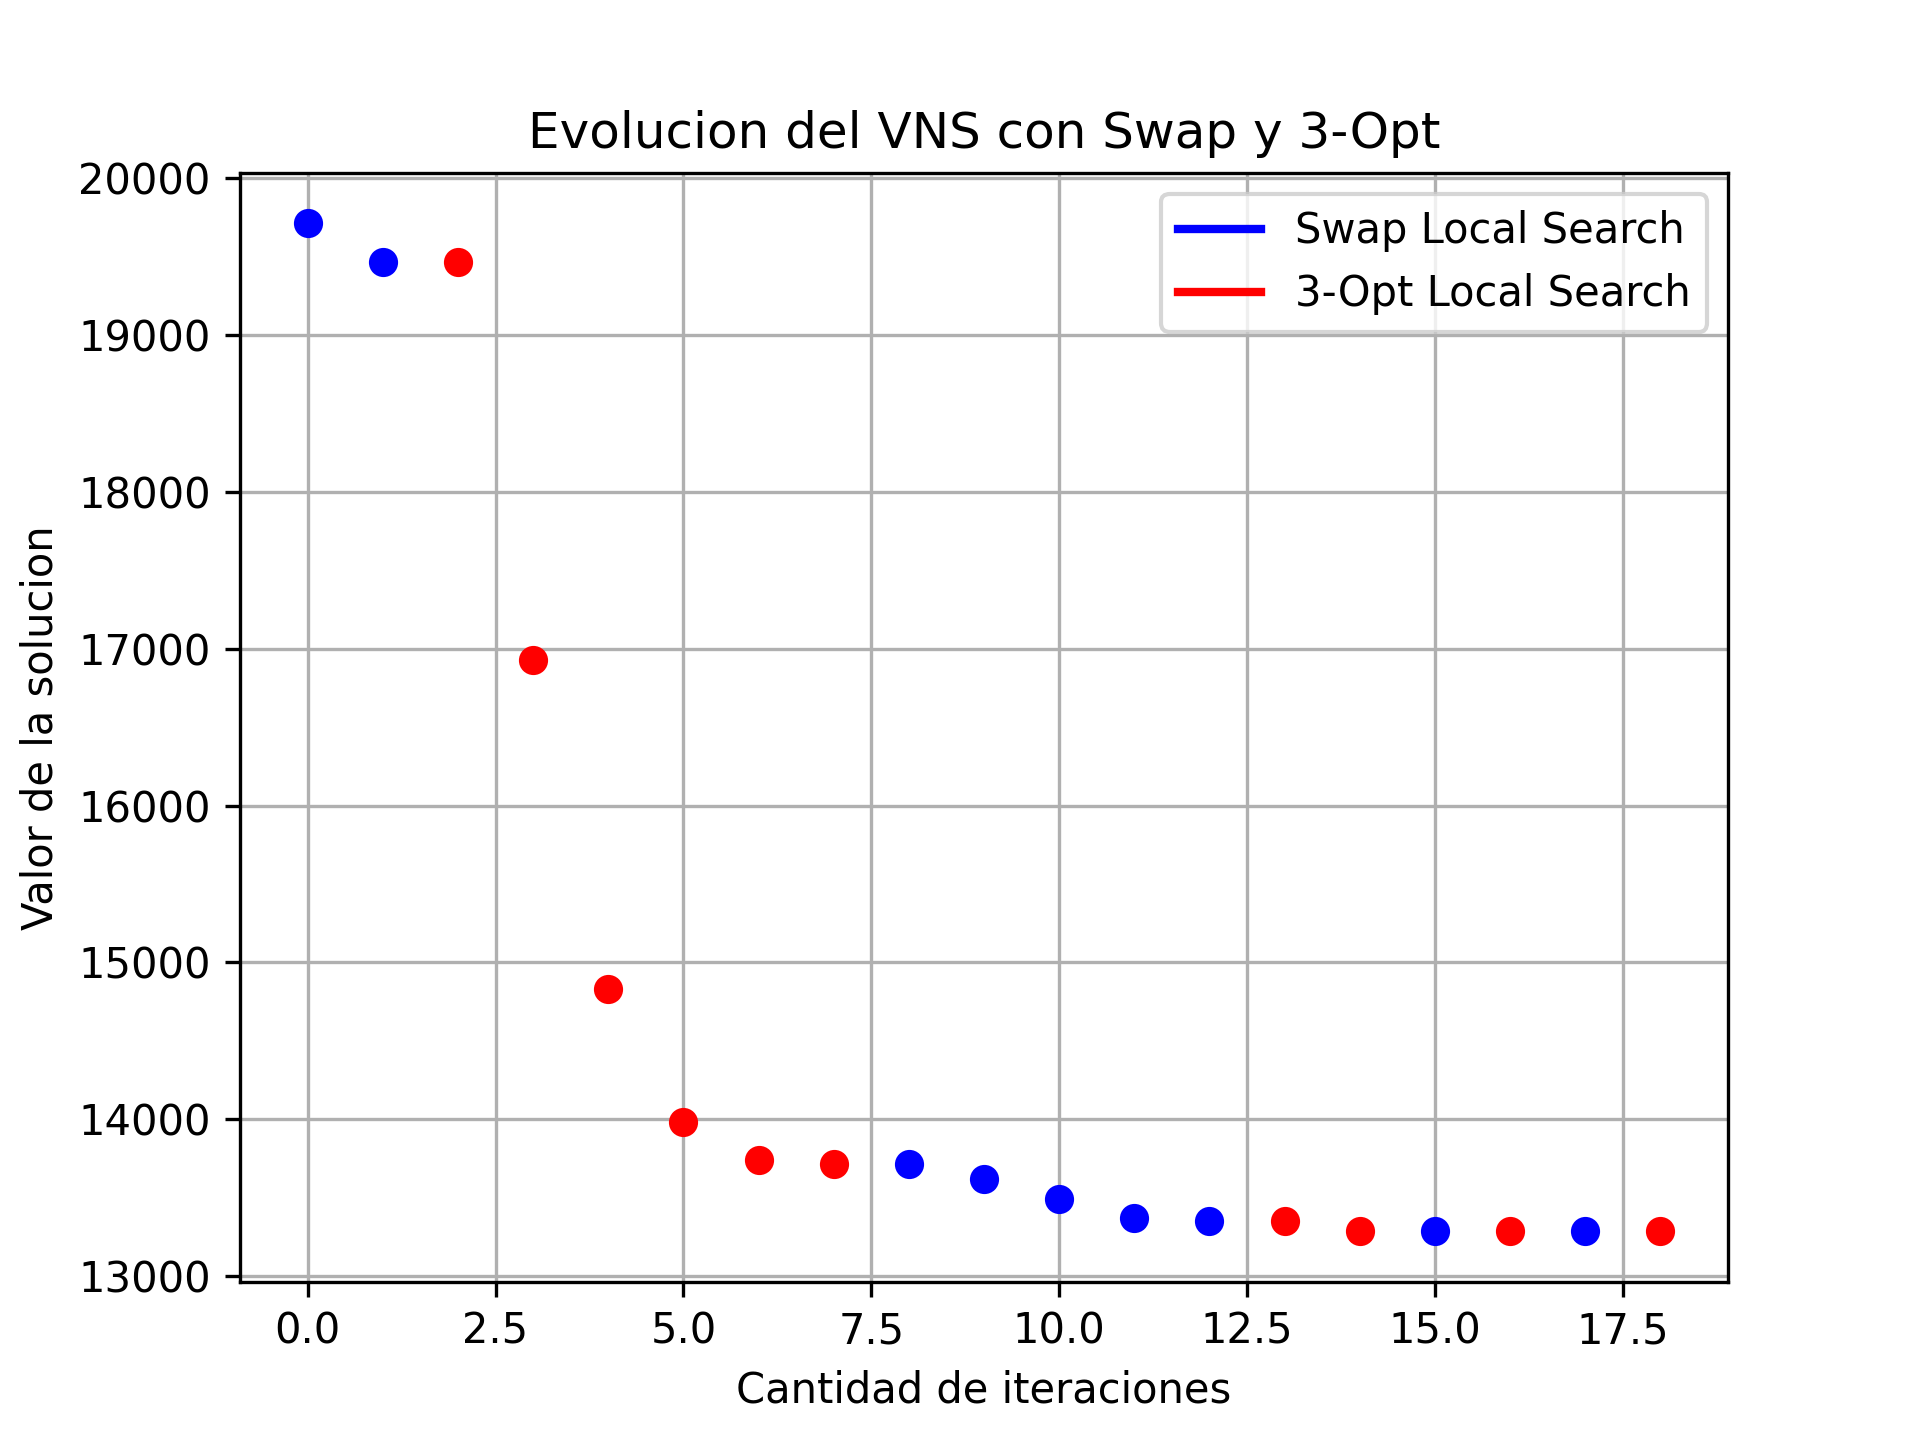 Evolucion del VNS con Swap y 3-Opt
Swap Local Search
3-Opt Local Search
Valor de la solucion
20000
19000
18000
17000
16000
15000
14000
13000
0.0 2.5 5.0 7.5 10.0 12.5 15.0 17.5
Cantidad de iteraciones